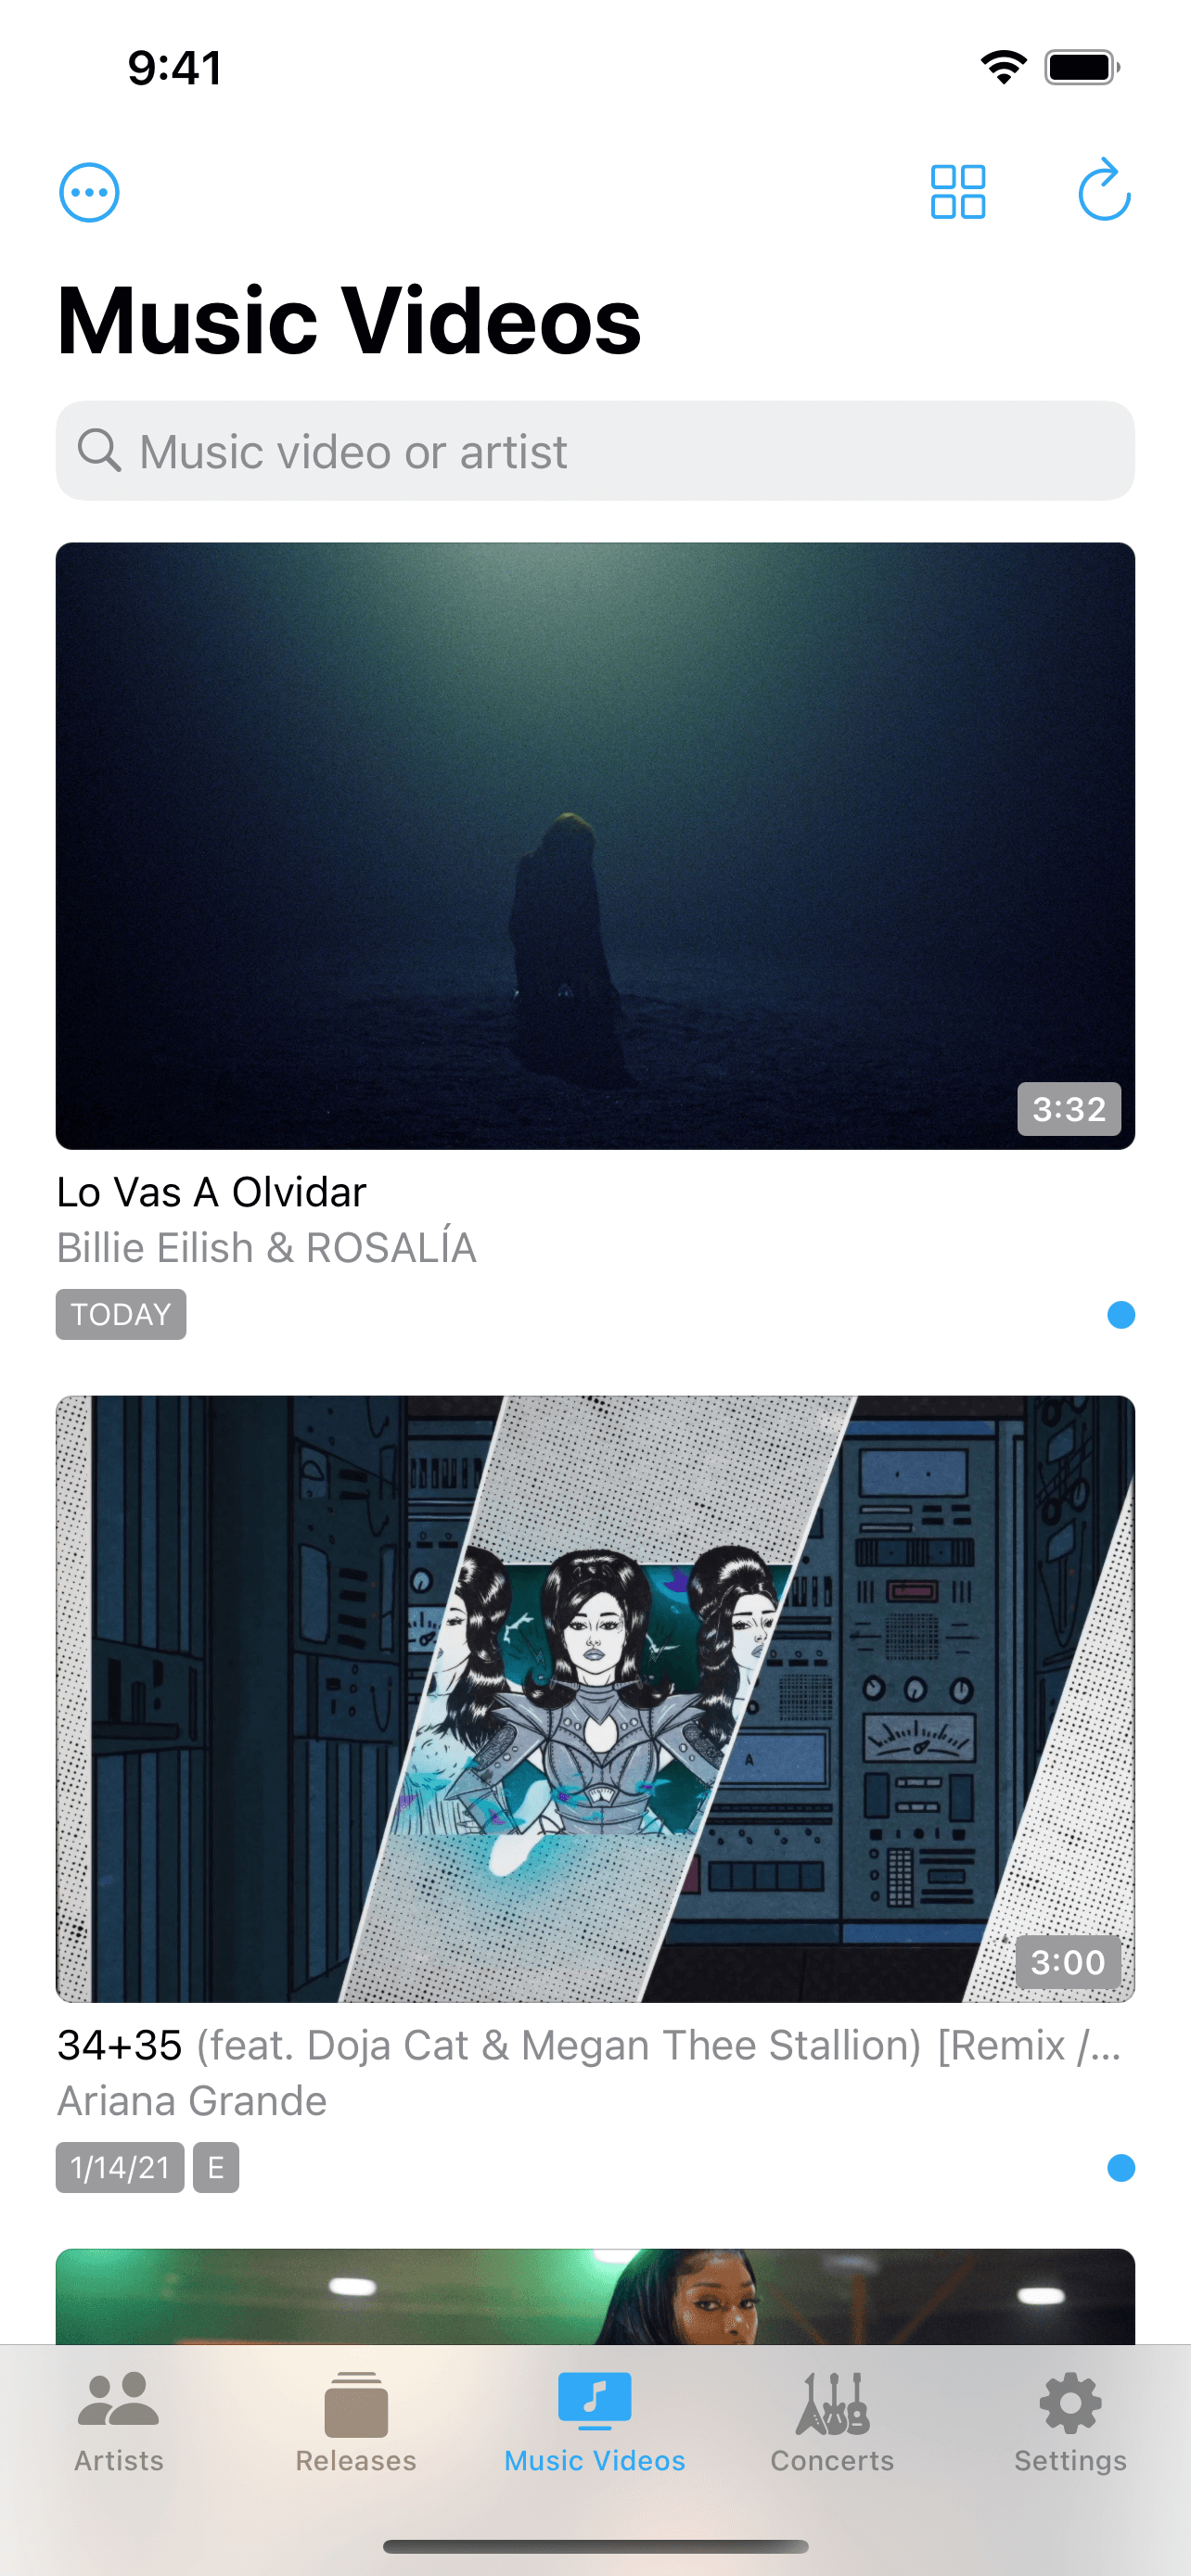 9:41
Music Videos
Music video or artist
3:32
Lo Vas A Olvidar
Billie Eilish & ROSALÍA
TODAY
A
3:00
34+35 (feat. Doja Cat & Megan Thee Stallion) [Remix /...
Ariana Grande
1/14/21 E
Artists Releases Music Videos Concerts Settings